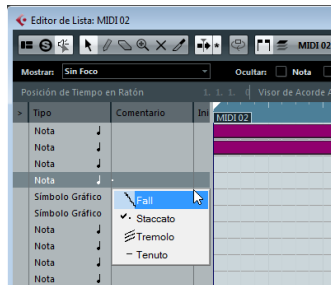 Editor de Lista: MIDI 02
MIDI 02
Mostrar: Sin Foco Ocultar: Nota
Posición de Tiempo en Ratón 1. 1. 1. Visor de Acorde
> Tipo Comentario Ini
MIDI 02
Nota
Nota
Nota
Nota
Fall
Símbolo Gráfico
Staccato
Símbolo Gráfico
Tremolo
Nota
Tenuto
Nota
Nota
Nota